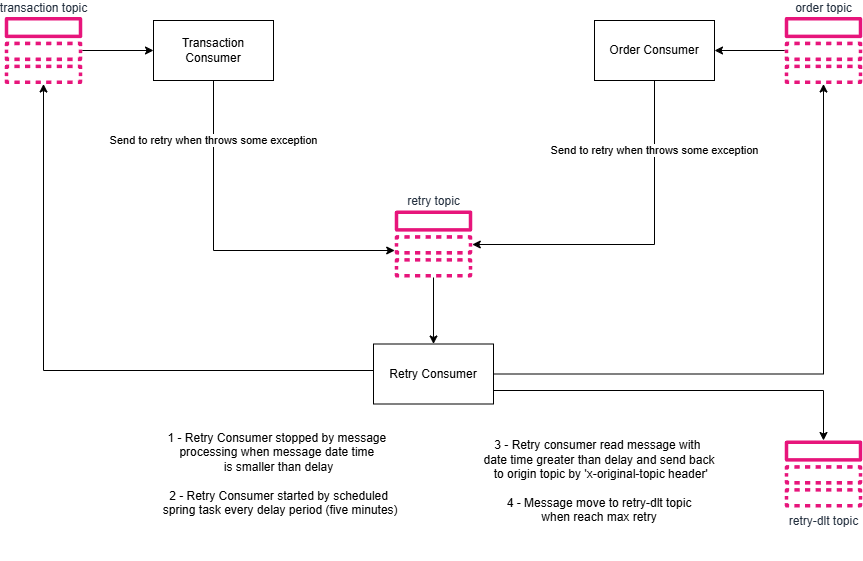 transaction topic
order topic
Transaction
Consumer
Order Consumer
Send to retry when throws some exception
Send to retry when throws some exception
retry topic
Retry Consumer
1 - Retry Consumer stopped by message
processing when message date time
is smaller than delay
2 - Retry Consumer started by scheduled
spring task every delay period (five minutes)
3 - Retry consumer read message with
date time greater than delay and send back
to origin topic by 'x-original-topic header'
4 - Message move to retry-dlt topic
when reach max retry
retry-dlt topic